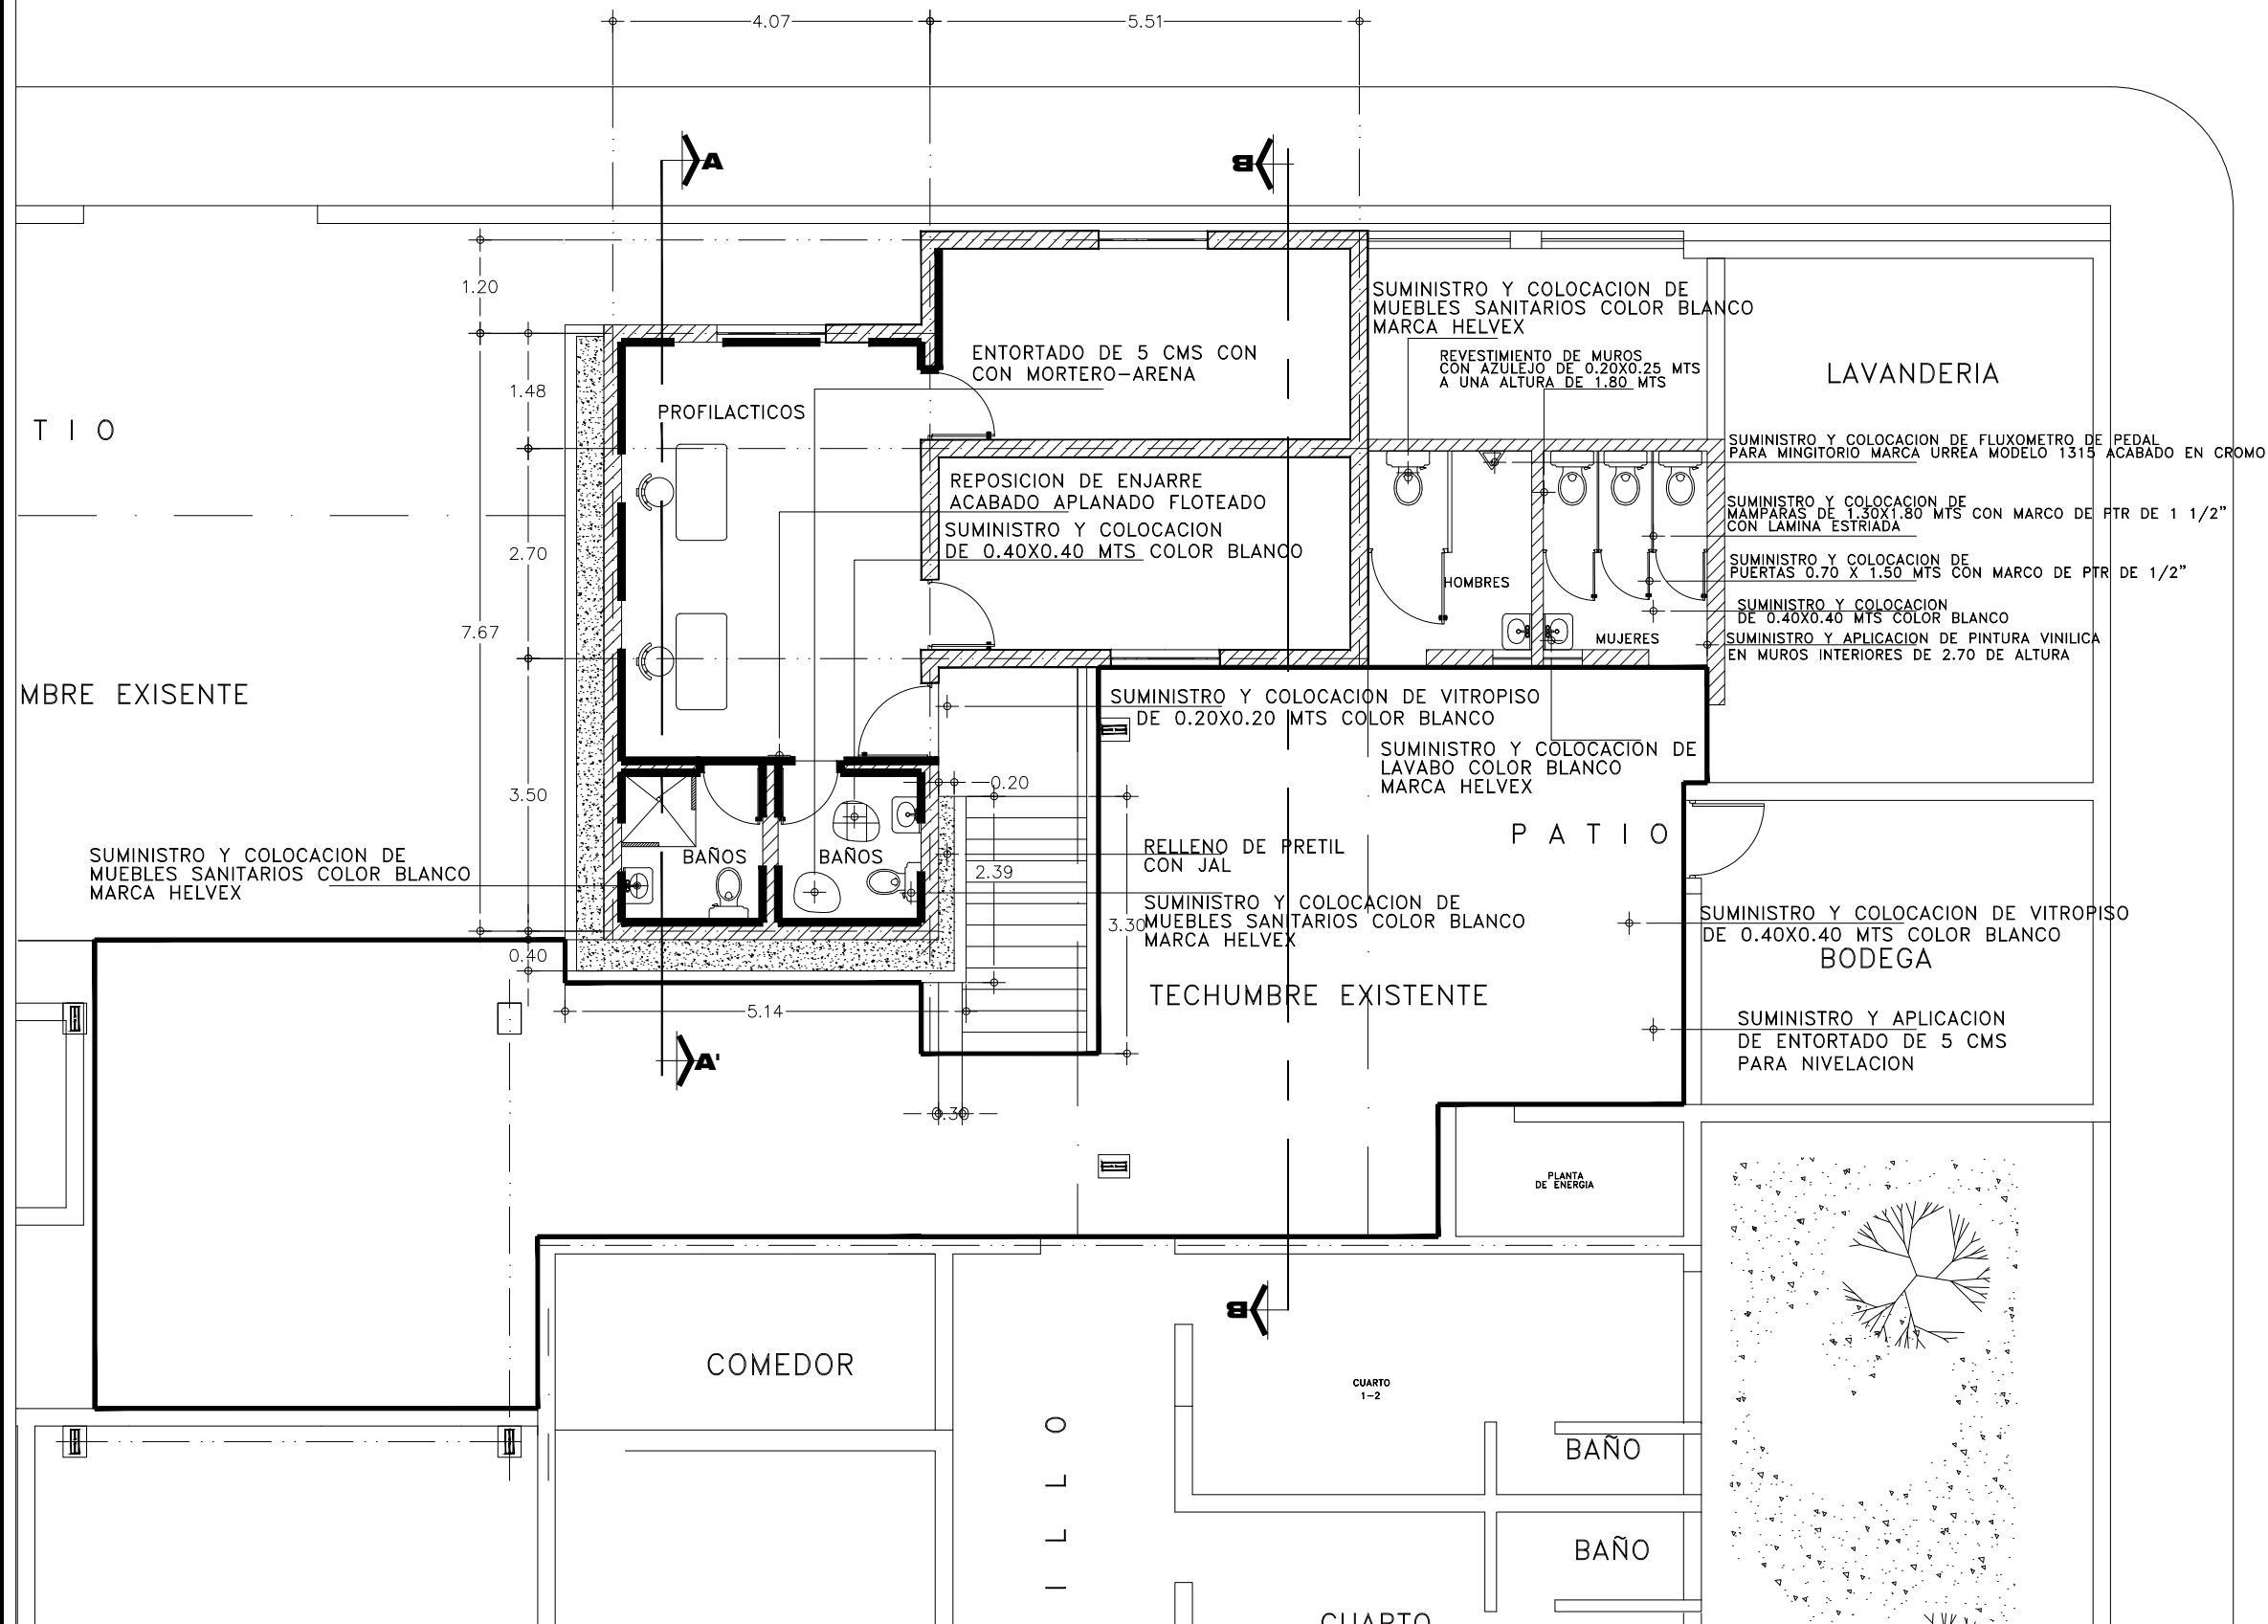 4.07
5.51
A
B
1.20
SUMINISTRO Y COLOCACION DE
MUEBLES SANITARIOS COLOR BLANCO
MARCA HELVEX
ENTORTADO DE 5 CMS CON
CON MORTERO-ARENA
REVESTIMIENTO DE MUROS
CON AZULEJO DE 0.20X0.25 MTS
A UNA ALTURA DE 1.80 MTS
LAVANDERIA
1.48
PROFILACTICOS
T I O
SUMINISTRO Y COLOCACION DE FLUXOMETRO DE PEDAL
PARA MINGITORIO MARCA URREA MODELO 1315 ACABADO EN CROMO
REPOSICION DE ENJARRE
ACABADO APLANADO FLOTEADO
SUMINISTRO Y COLOCACION
DE 0.40X0.40 MTS COLOR BLANCO
SUMINISTRO Y COLOCACION DE
MAMPARAS DE 1.30X1.80 MTS CON MARCO DE PTR DE 1 1/2"
CON LAMINA ESTRIADA
2.70
SUMINISTRO Y COLOCACION DE
PUERTAS 0.70 X 1.50 MTS CON MARCO DE PTR DE 1/2"
HOMBRES
SUMINISTRO Y COLOCACION
DE 0.40X0.40 MTS COLOR BLANCO
7.67
MUJERES
SUMINISTRO Y APLICACION DE PINTURA VINILICA
EN MUROS INTERIORES DE 2.70 DE ALTURA
MBRE EXISENTE
SUMINISTRO Y COLOCACION DE VITROPISO
DE 0.20X0.20 MTS COLOR BLANCO
SUMINISTRO Y COLOCACION DE
LAVABO COLOR BLANCO
MARCA HELVEX
0.20
3.50
P A T I O
SUMINISTRO Y COLOCACION DE
MUEBLES SANITARIOS COLOR BLANCO
MARCA HELVEX
BAÑOS
BAÑOS
RELLENO DE PRETIL
CON JAL
2.39
SUMINISTRO Y COLOCACION DE
MUEBLES SANITARIOS COLOR BLANCO
MARCA HELVEX
3.30
SUMINISTRO Y COLOCACION DE VITROPISO
DE 0.40X0.40 MTS COLOR BLANCO
BODEGA
0.40
TECHUMBRE EXISTENTE
5.14
SUMINISTRO Y APLICACION
DE ENTORTADO DE 5 CMS
PARA NIVELACION
A'
0.30
PLANTA
DE ENERGIA
B
COMEDOR
CUARTO
1-2
I L L O
BAÑO
BAÑO
CUARTO